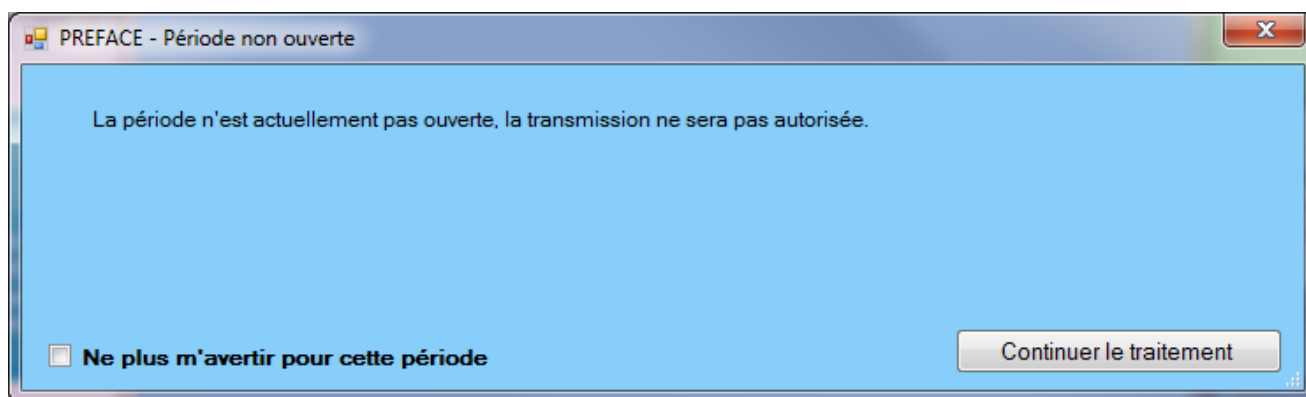 PREFACE - Période non ouverte
La période n'est actuellement pas ouverte, la transmission ne sera pas autorisée.
Ne plus m'avertir pour cette période
Continuer le traitement